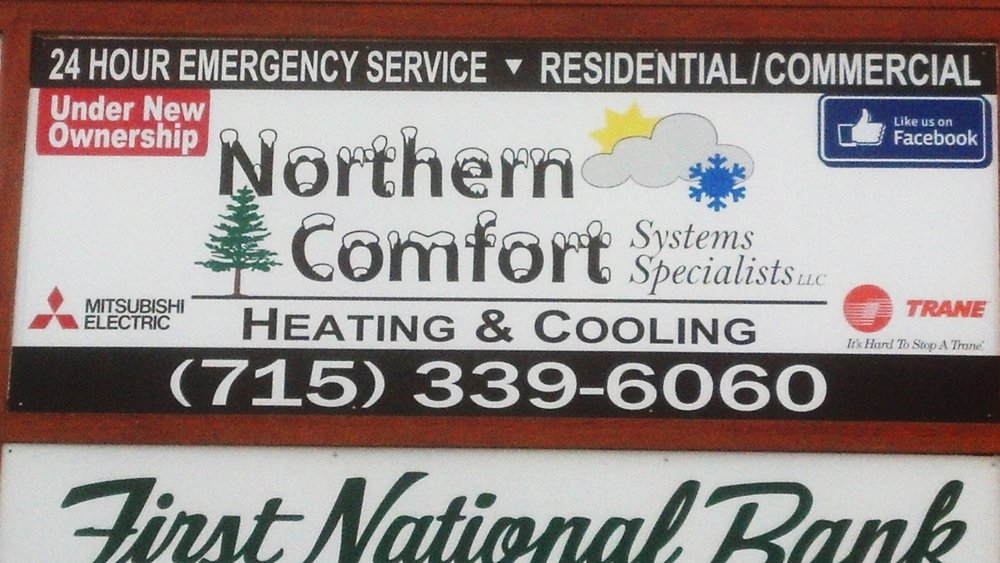 24 HOUR EMERGENCY SERVICE ▼ RESIDENTIAL/COMMERCIAL
Under New
Ownership
Like us on
Facebook
Northern
Comfort
Systems
Specialists LLC
MITSUBISHI
ELECTRIC
HEATING & COOLING
TRANE
It's Hard To Stop A Trane.
(715) 339-6060
First National Bank